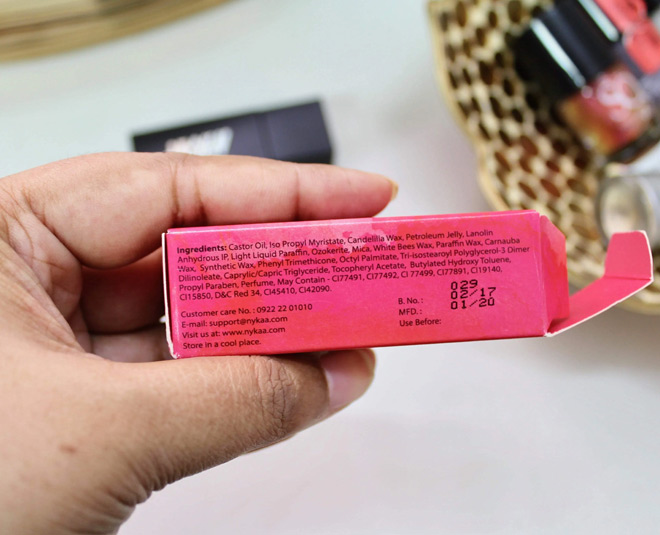 Ingredients: Castor Oil, Iso Propyl Myristate, Candelilla Wax, Petroleum Jelly, Lanolin
Anhydrous IP, Light Liquid Paraffin, Ozokerite, Mica, White Bees Wax, Paraffin Wax, Carnauba
Wax, Synthetic Wax, Phenyl Trimethicone, Octyl Palmitate, Tri-isostearoyl Polyglycerol-3 Dimer
Dilinoleate, Caprylic/Capric Triglyceride, Tocopheryl Acetate, Butylated Hydroxy Toluene,
Propyl Paraben, Perfume, May Contain - CI77491, CI77492, CI 77499, CI77891, CI19140,
CI15850, D&C Red 34, CI45410, CI42090.
Customer care No. : 0922 22 01010
E-mail: support@nykaa.com
Visit us at: www.nykaa.com
Store in a cool place.
B. No. : 029
MFD. : 02/17
Use Before: 01/20